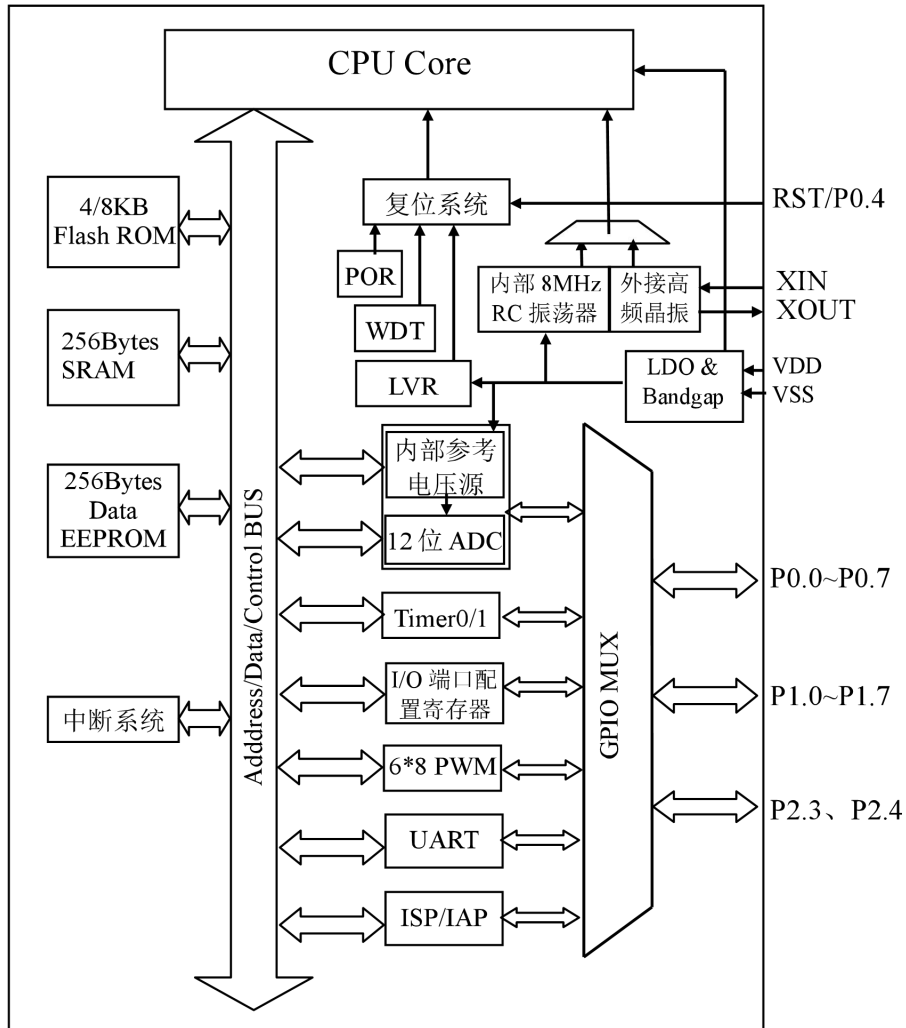 CPU Core
4/8KB
Flash ROM
256Bytes
SRAM
256Bytes
Data
EEPROM
中断系统
Adddress/Data/Control BUS
复位系统
POR
WDT
LVR
内部 8MHz
RC 振荡器
外接高
频晶振
LDO &
Bandgap
RST/P0.4
XIN
XOUT
VDD
VSS
内部参考
电压源
12 位 ADC
Timer0/1
I/O 端口配
置寄存器
6*8 PWM
UART
ISP/IAP
GPIO MUX
P0.0~P0.7
P1.0~P1.7
P2.3、P2.4